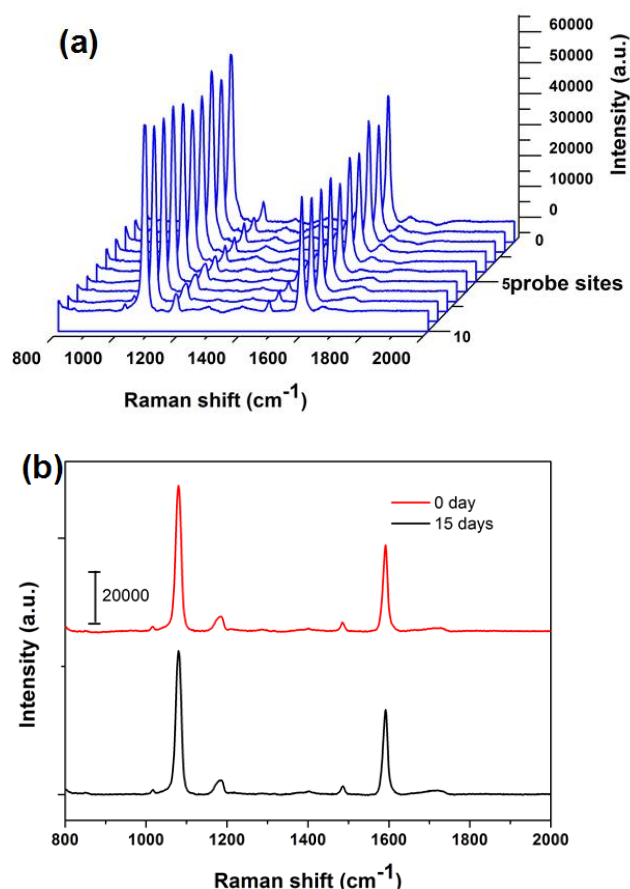 (a)
60000
50000
40000
30000
20000
10000
0
Intensity (a.u.)
0
5
probe sites
10
800 1000 1200 1400 1600 1800 2000
Raman shift (cm-1)
(b)
0 day
15 days
20000
Intensity (a.u.)
800 1000 1200 1400 1600 1800 2000
Raman shift (cm-1)